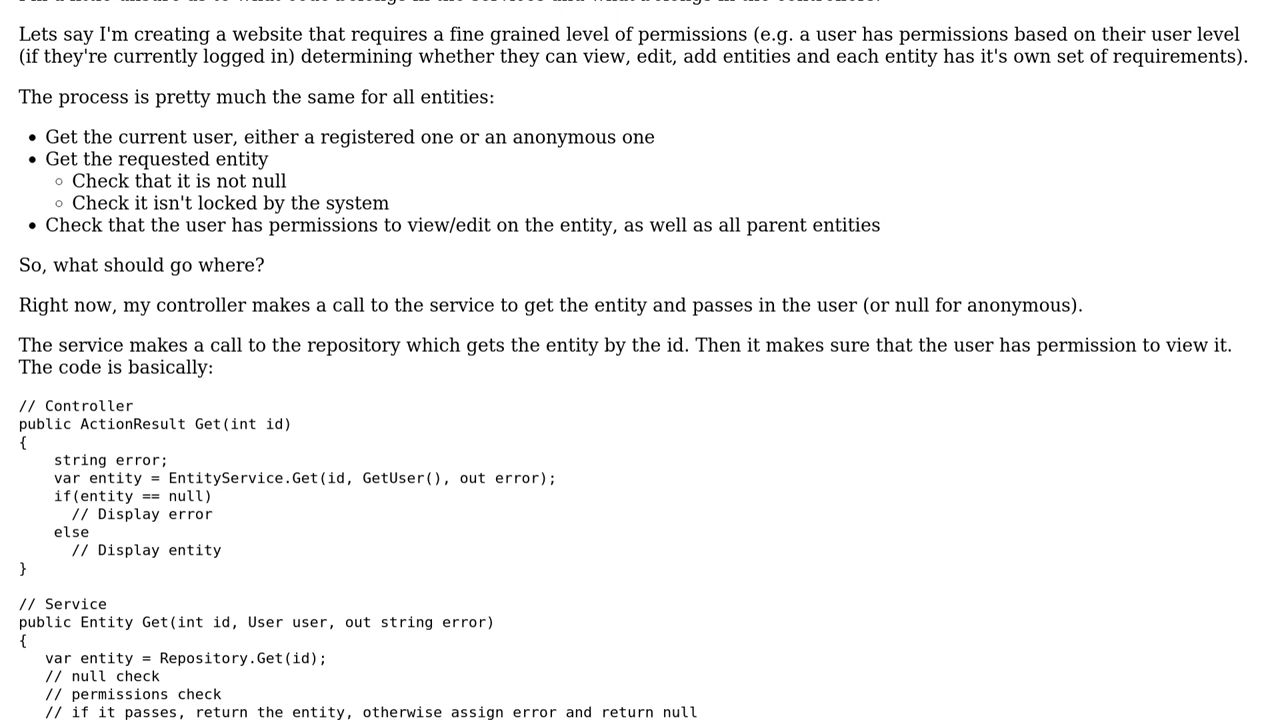 Lets say I'm creating a website that requires a fine grained level of permissions (e.g. a user has permissions based on their user level
(if they're currently logged in) determining whether they can view, edit, add entities and each entity has it's own set of requirements).
The process is pretty much the same for all entities:
• Get the current user, either a registered one or an anonymous one
• Get the requested entity
◦ Check that it is not null
◦ Check it isn't locked by the system
• Check that the user has permissions to view/edit on the entity, as well as all parent entities
So, what should go where?
Right now, my controller makes a call to the service to get the entity and passes in the user (or null for anonymous).
The service makes a call to the repository which gets the entity by the id. Then it makes sure that the user has permission to view it.
The code is basically:
// Controller
public ActionResult Get(int id)
{
    string error;
    var entity = EntityService.Get(id, GetUser(), out error);
    if(entity == null)
      // Display error
    else
      // Display entity
}
// Service
public Entity Get(int id, User user, out string error)
{
   var entity = Repository.Get(id);
   // null check
   // permissions check
   // if it passes, return the entity, otherwise assign error and return null